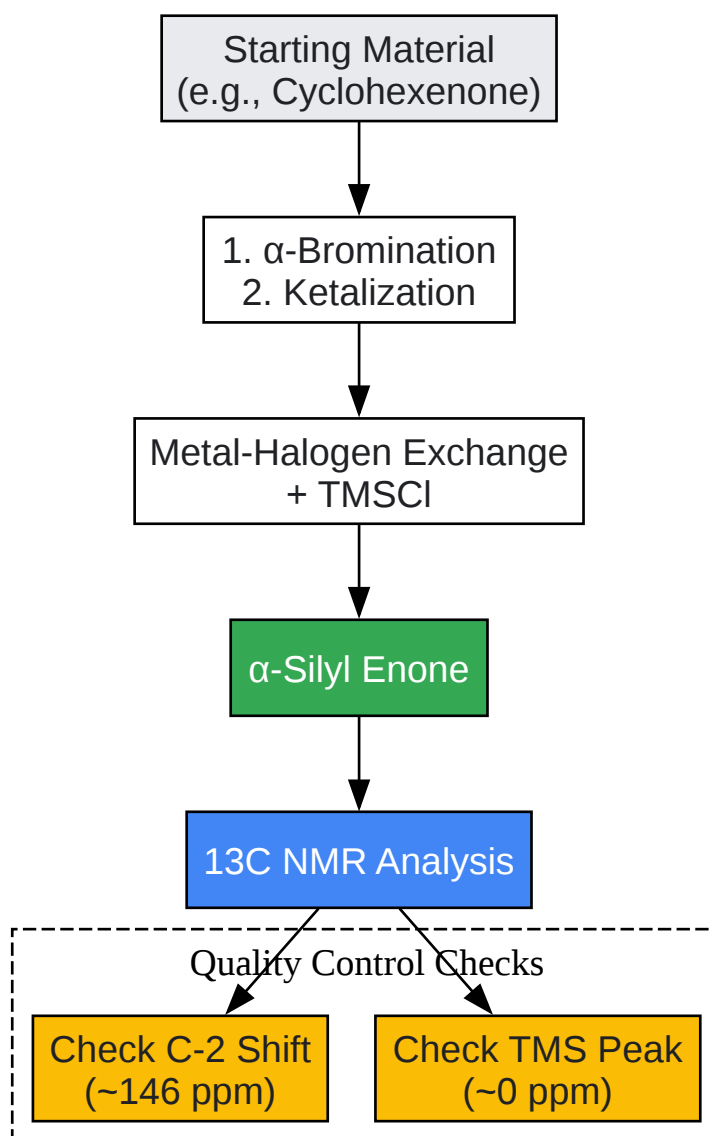 Starting Material
(e.g., Cyclohexenone)
1. α-Bromination
2. Ketalization
Metal-Halogen Exchange
+ TMSCl
α-Silyl Enone
13C NMR Analysis
Quality Control Checks
Check C-2 Shift
(~146 ppm)
Check TMS Peak
(~0 ppm)